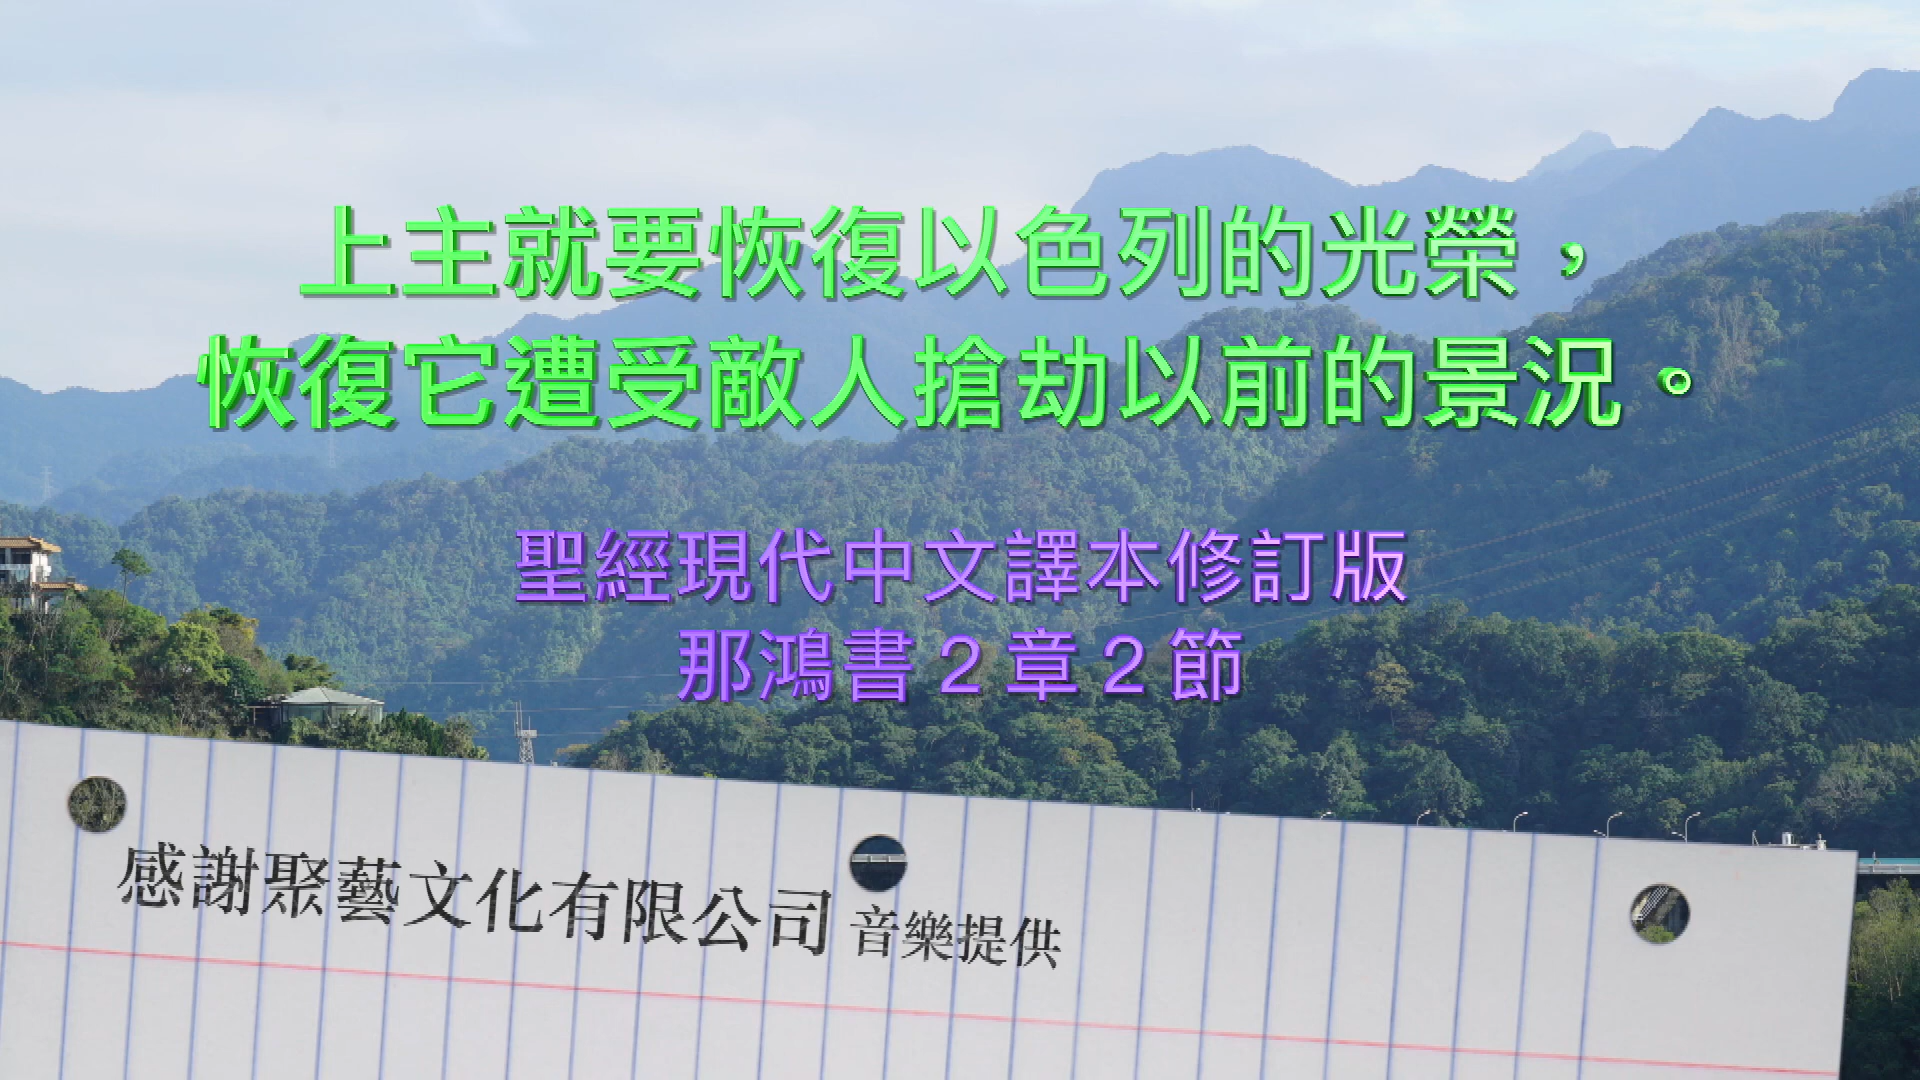 上主就要恢復以色列的光榮，
恢復它遭受敵人搶劫以前的景況。
聖經現代中文譯本修訂版
那鴻書２章２節
感謝聚藝文化有限公司 音樂提供